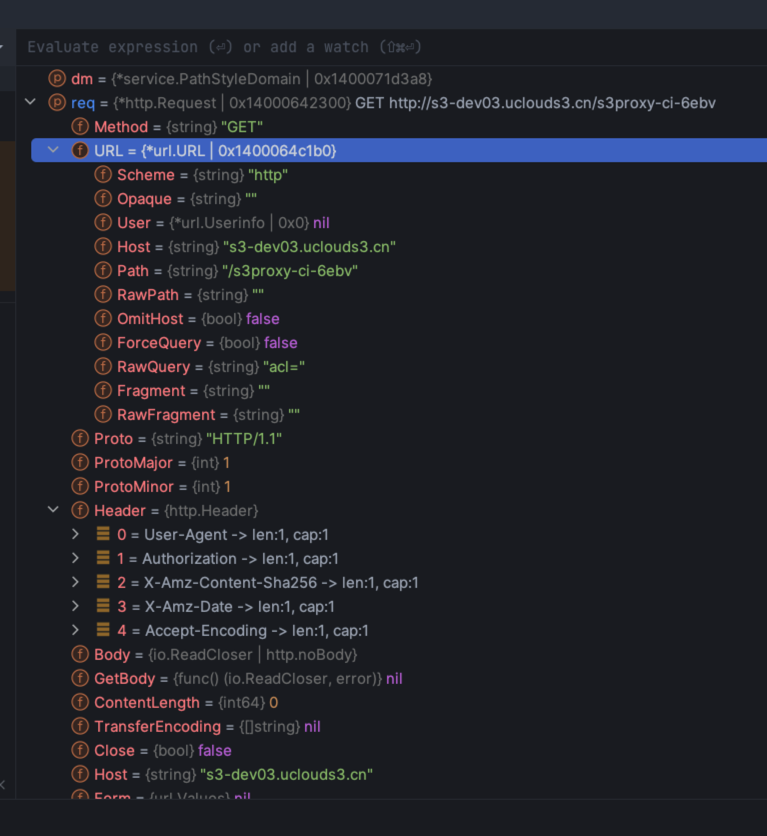 Evaluate expression (⏎) or add a watch (⇧⌘⏎)
dm = {*service.PathStyleDomain | 0x1400071d3a8}
req = {*http.Request | 0x14000642300} GET http://s3-dev03.uclouds3.cn/s3proxy-ci-6ebv
Method = {string} "GET"
URL = {*url.URL | 0x1400064c1b0}
Scheme = {string} "http"
Opaque = {string} ""
User = {*url.Userinfo | 0x0} nil
Host = {string} "s3-dev03.uclouds3.cn"
Path = {string} "/s3proxy-ci-6ebv"
RawPath = {string} ""
OmitHost = {bool} false
ForceQuery = {bool} false
RawQuery = {string} "acl="
Fragment = {string} ""
RawFragment = {string} ""
Proto = {string} "HTTP/1.1"
ProtoMajor = {int} 1
ProtoMinor = {int} 1
Header = {http.Header}
0 = User-Agent -> len:1, cap:1
1 = Authorization -> len:1, cap:1
2 = X-Amz-Content-Sha256 -> len:1, cap:1
3 = X-Amz-Date -> len:1, cap:1
4 = Accept-Encoding -> len:1, cap:1
Body = {io.ReadCloser | http.noBody}
GetBody = {func() (io.ReadCloser, error)} nil
ContentLength = {int64} 0
TransferEncoding = {[]string} nil
Close = {bool} false
Host = {string} "s3-dev03.uclouds3.cn"
Form = {url.Values} nil